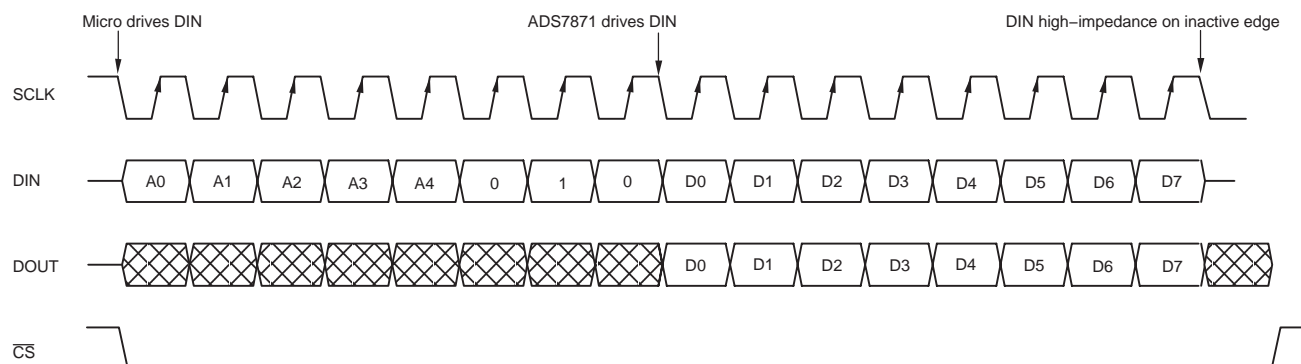 Micro drives DIN ADS7871 drives DIN DIN high−impedance on inactive edge
SCLK
DIN A0 A1 A2 A3 A4 0 1 0 D0 D1 D2 D3 D4 D5 D6 D7
DOUT D0 D1 D2 D3 D4 D5 D6 D7
CS